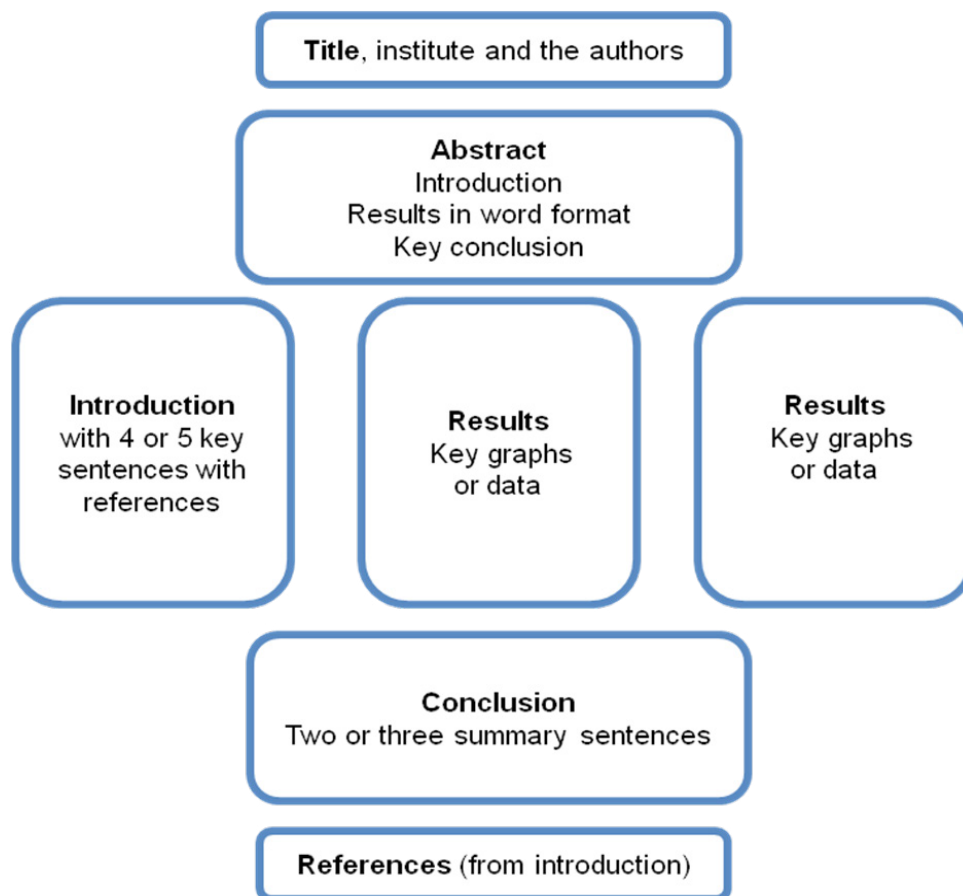 Title, institute and the authors
Abstract
Introduction
Results in word format
Key conclusion
Introduction
with 4 or 5 key
sentences with
references
Results
Key graphs
or data
Results
Key graphs
or data
Conclusion
Two or three summary sentences
References (from introduction)